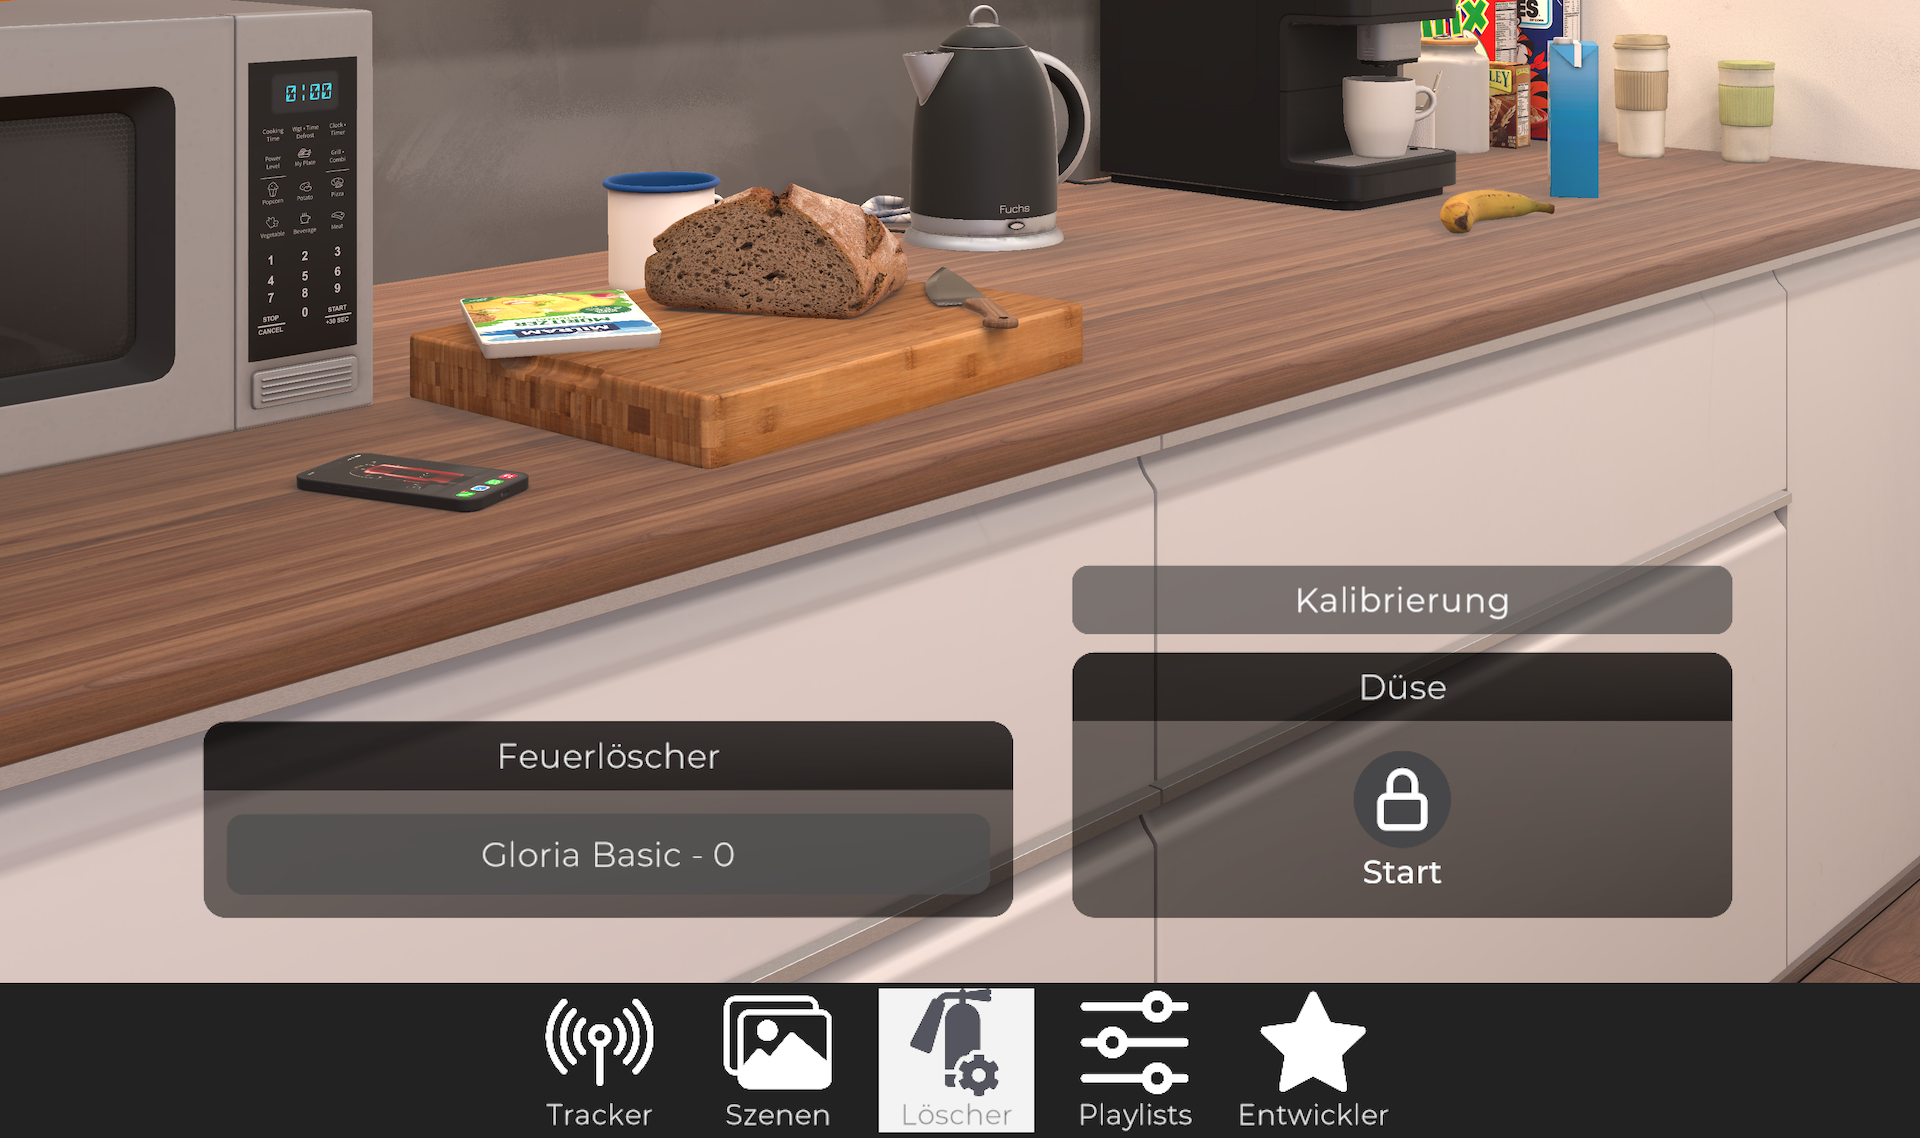 0:00
Cooking Time
Wgt • Time Defrost
Clock • Timer
Power Level
My Plate
Grill • Combi
Popcorn
Potato
Pizza
Vegetable
Beverage
Meat
1 2 3
4 5 6
7 8 9
0
STOP
CANCEL
START
+30 SEC
MILRAM
MÜRITZER
Fuchs
Kalibrierung
Düse
Start
Feuerlöscher
Gloria Basic - 0
Tracker
Szenen
Löscher
Playlists
Entwickler